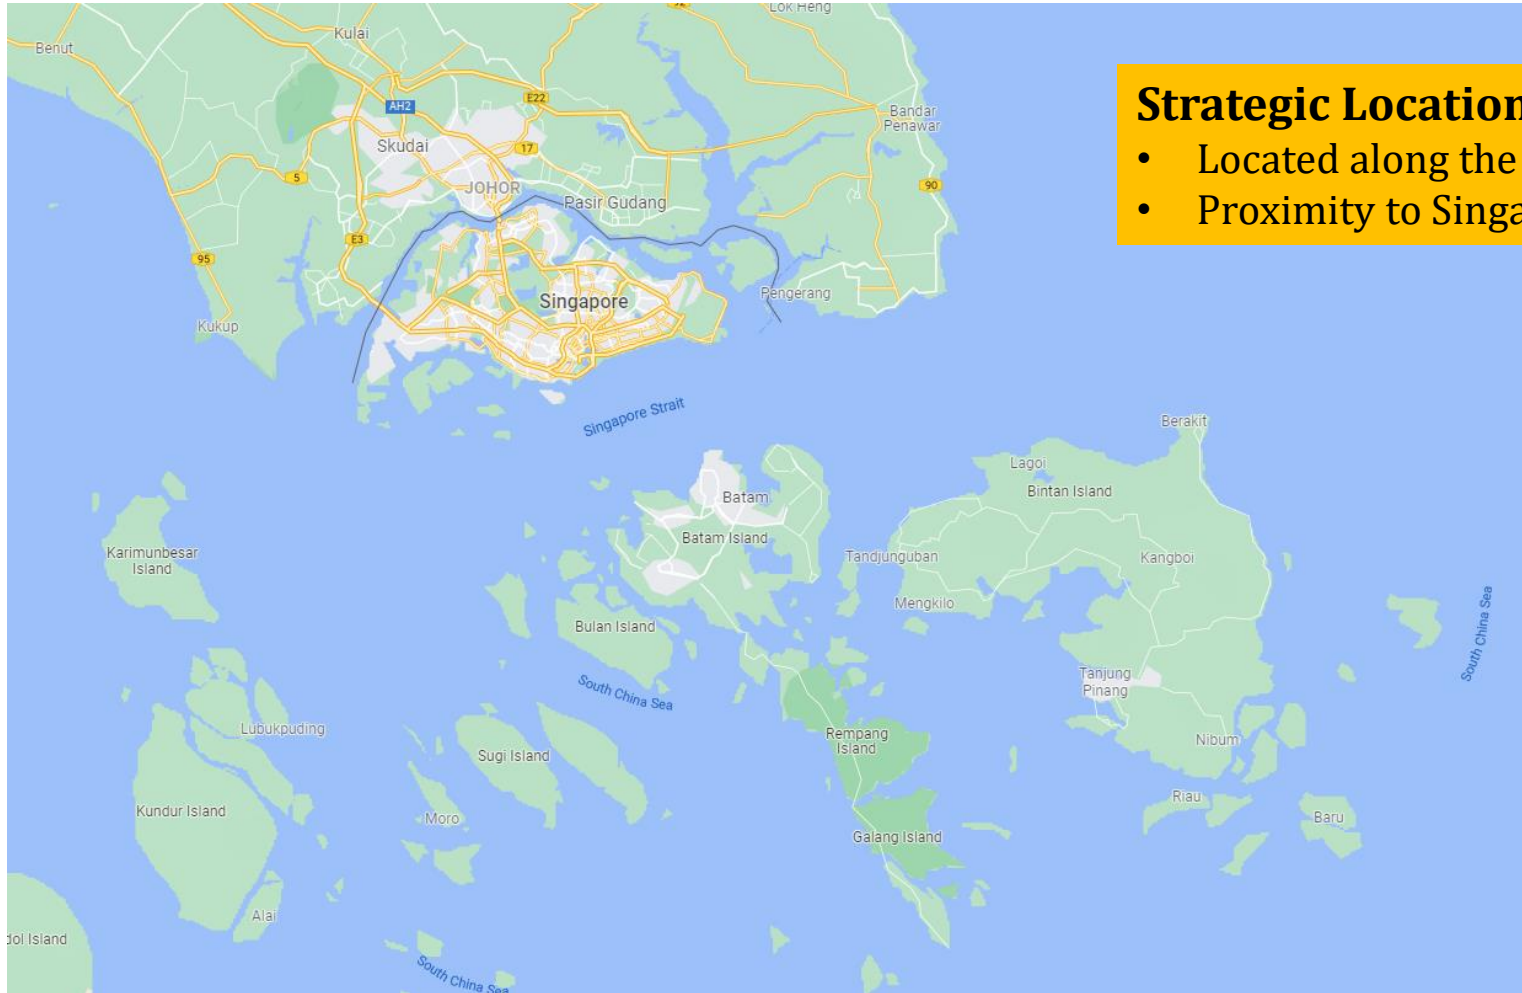 Lok Heng
Kulai
Benut
AH2
E22
Bandar
Penawar
Strategic Location
• Located along the
• Proximity to Singa
Skudai
17
5
JOHOR
90
Pasir Gudang
E3
95
Singapore
Pengerang
Kukup
Singapore Strait
Berakit
Lagoi
Bintan Island
Batam
Batam Island
Karimunbesar
Island
Tandjunguban
Kangboi
Mengkilo
Bulan Island
South China Sea
South China Sea
Tanjung
Pinang
Lubukpuding
Sugi Island
Rempang
Island
Nibum
Kundur Island
Moro
Riau
Baru
Galang Island
Alai
dol Island
South China Sea